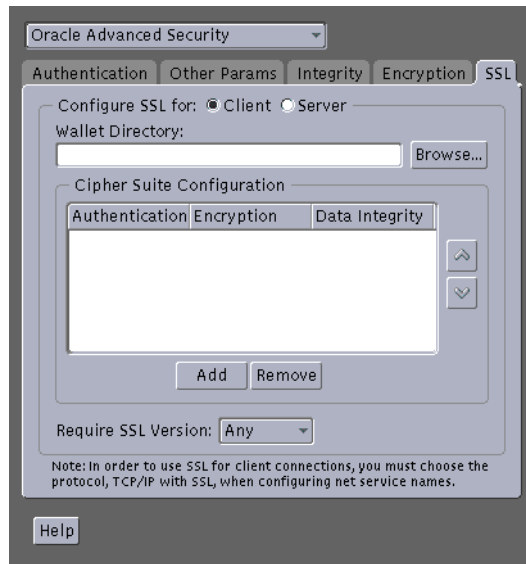 Oracle Advanced Security
Authentication Other Params Integrity Encryption SSL
Configure SSL for: Client Server
Wallet Directory:
Browse...
Cipher Suite Configuration
Authentication Encryption Data Integrity
Add Remove
Require SSL Version: Any
Note: In order to use SSL for client connections, you must choose the
protocol, TCP/IP with SSL, when configuring net service names.
Help